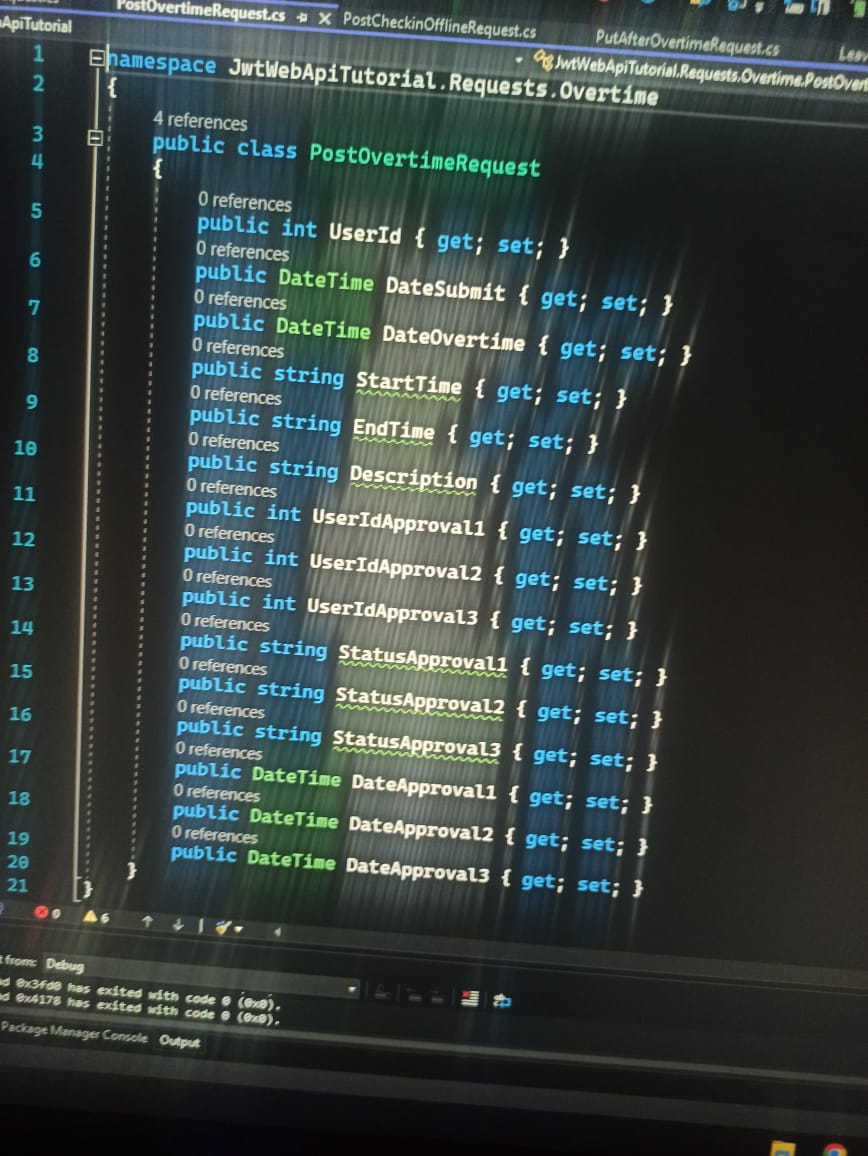 PostOvertimeRequest.cs
PostCheckinOfflineRequest.cs
PutAfterOvertimeRequest.cs
ApiTutorial
JwtWebApiTutorial.Requests.Overtime.PostOvert
1 namespace JwtWebApiTutorial.Requests.Overtime
2 {
4 references
3 public class PostOvertimeRequest
4 {
0 references
5 public int UserId { get; set; }
0 references
6 public DateTime DateSubmit { get; set; }
0 references
7 public DateTime DateOvertime { get; set; }
0 references
8 public string StartTime { get; set; }
0 references
9 public string EndTime { get; set; }
0 references
10 public string Description { get; set; }
0 references
11 public int UserIdApproval1 { get; set; }
0 references
12 public int UserIdApproval2 { get; set; }
0 references
13 public int UserIdApproval3 { get; set; }
0 references
14 public string StatusApproval1 { get; set; }
0 references
15 public string StatusApproval2 { get; set; }
0 references
16 public string StatusApproval3 { get; set; }
0 references
17 public DateTime DateApproval1 { get; set; }
0 references
18 public DateTime DateApproval2 { get; set; }
0 references
19 public DateTime DateApproval3 { get; set; }
20 }
21 }
0 6
from: Debug
0x3fd0 has exited with code 0 (0x0).
0x4178 has exited with code 0 (0x0).
Package Manager Console Output